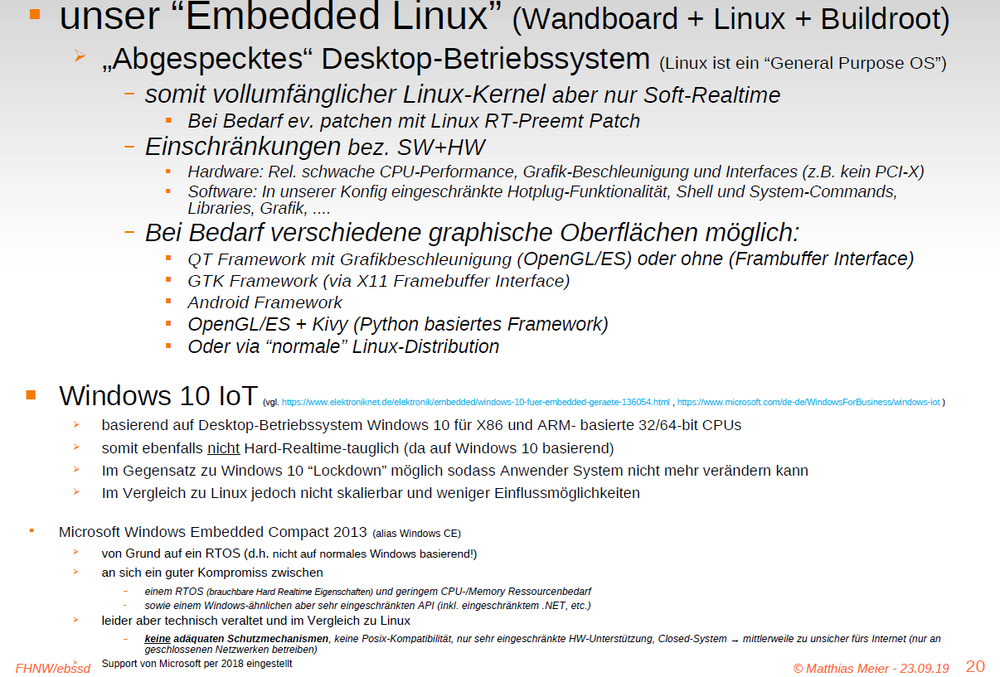 unser “Embedded Linux” (Wandboard + Linux + Buildroot)
„Abgespecktes“ Desktop-Betriebssystem (Linux ist ein “General Purpose OS”)
– somit vollumfänglicher Linux-Kernel aber nur Soft-Realtime
Bei Bedarf ev. patchen mit Linux RT-Preemt Patch
– Einschränkungen bez. SW+HW
Hardware: Rel. schwache CPU-Performance, Grafik-Beschleunigung und Interfaces (z.B. kein PCI-X)
Software: In unserer Konfig eingeschränkte Hotplug-Funktionalität, Shell und System-Commands,
Libraries, Grafik, ....
– Bei Bedarf verschiedene graphische Oberflächen möglich:
QT Framework mit Grafikbeschleunigung (OpenGL/ES) oder ohne (Frambuffer Interface)
GTK Framework (via X11 Framebuffer Interface)
Android Framework
OpenGL/ES + Kivy (Python basiertes Framework)
Oder via “normale” Linux-Distribution
Windows 10 IoT (vgl. https://www.elektroniknet.de/elektronik/embedded/windows-10-fuer-embedded-geraete-136054.html , https://www.microsoft.com/de-de/WindowsForBusiness/windows-iot )
basierend auf Desktop-Betriebssystem Windows 10 für X86 und ARM- basierte 32/64-bit CPUs
somit ebenfalls nicht Hard-Realtime-tauglich (da auf Windows 10 basierend)
Im Gegensatz zu Windows 10 “Lockdown” möglich sodass Anwender System nicht mehr verändern kann
Im Vergleich zu Linux jedoch nicht skalierbar und weniger Einflussmöglichkeiten
Microsoft Windows Embedded Compact 2013 (alias Windows CE)
von Grund auf ein RTOS (d.h. nicht auf normales Windows basierend!)
an sich ein guter Kompromiss zwischen
– einem RTOS (brauchbare Hard Realtime Eigenschaften) und geringem CPU-/Memory Ressourcenbedarf
– sowie einem Windows-ähnlichen aber sehr eingeschränkten API (inkl. eingeschränktem .NET, etc.)
leider aber technisch veraltet und im Vergleich zu Linux
– keine adäquaten Schutzmechanismen, keine Posix-Kompatibilität, nur sehr eingeschränkte HW-Unterstützung, Closed-System → mittlerweile zu unsicher fürs Internet (nur an
geschlossenen Netzwerken betreiben)
Support von Microsoft per 2018 eingestellt
FHNW/ebssd
© Matthias Meier - 23.09.19 20